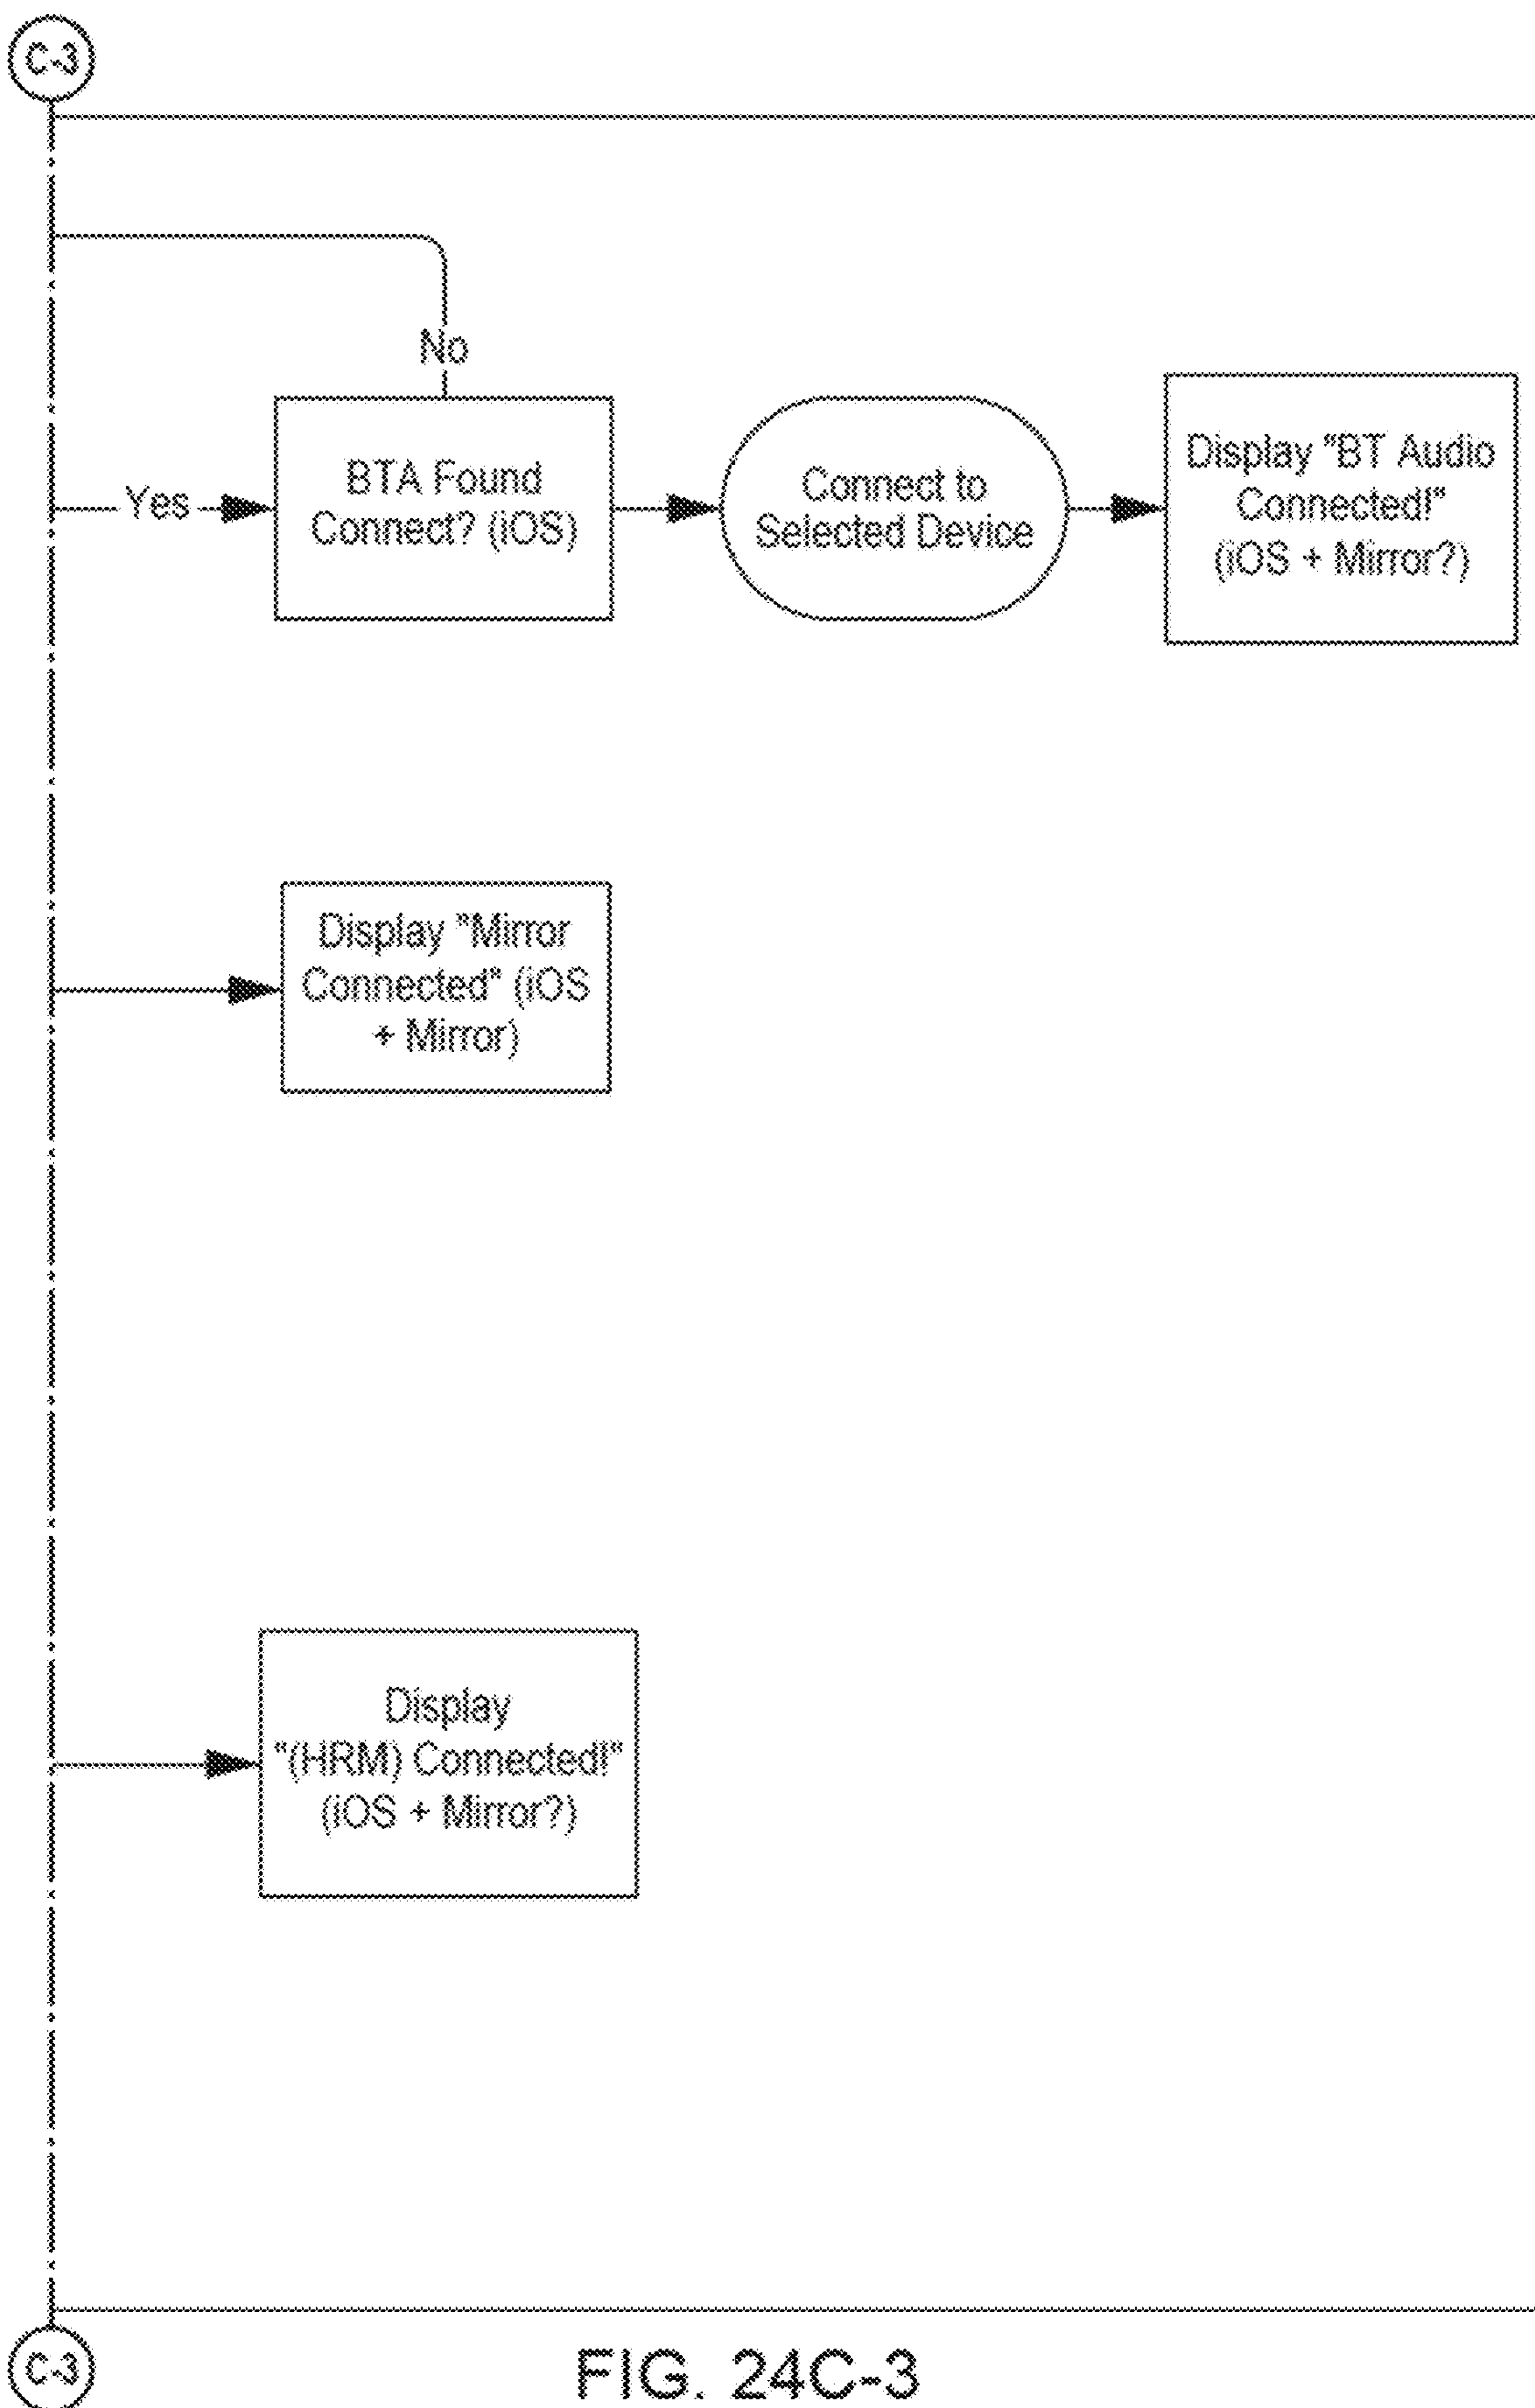 C-3
No
Yes
BTA Found
Connect? (iOS)
Connect to
Selected Device
Display "BT Audio
Connected!"
(iOS + Mirror?)
Display "Mirror
Connected" (iOS
+ Mirror)
Display
"(HRM) Connected!"
(iOS + Mirror?)
C-3
FIG. 24C-3